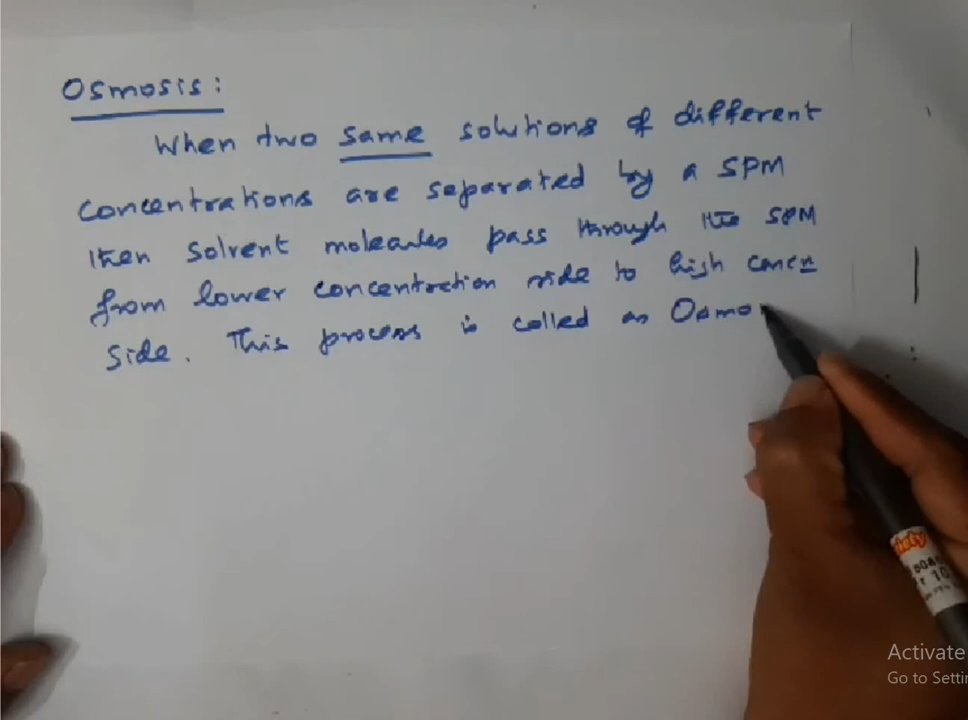 Osmosis:
When two same solutions of different
concentrations are separated by a SPM
then solvent molecules pass through the SPM
from lower concentration side to high concn
side. This process is called as Osmo
Activate
Go to Settin